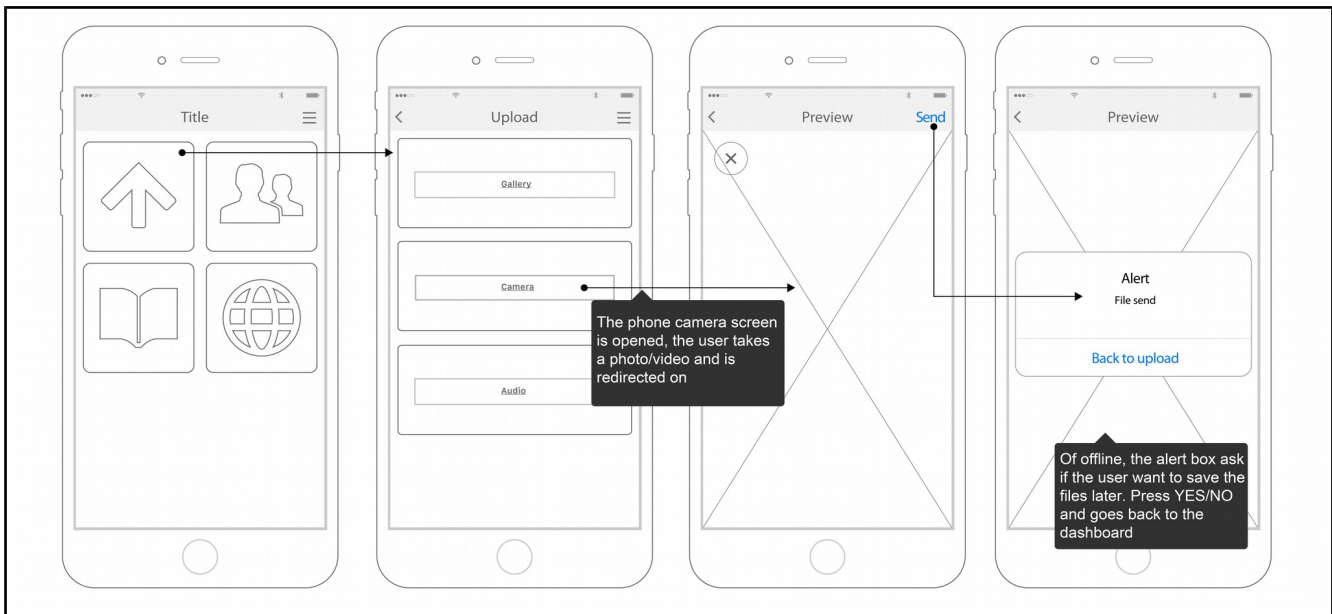 Title
Upload
Gallery
Camera
Audio
The phone camera screen
is opened, the user takes
a photo/video and is
redirected on
Preview
Send
Preview
Alert
File send
Back to upload
Of offline, the alert box ask
if the user want to save the
files later. Press YES/NO
and goes back to the
dashboard